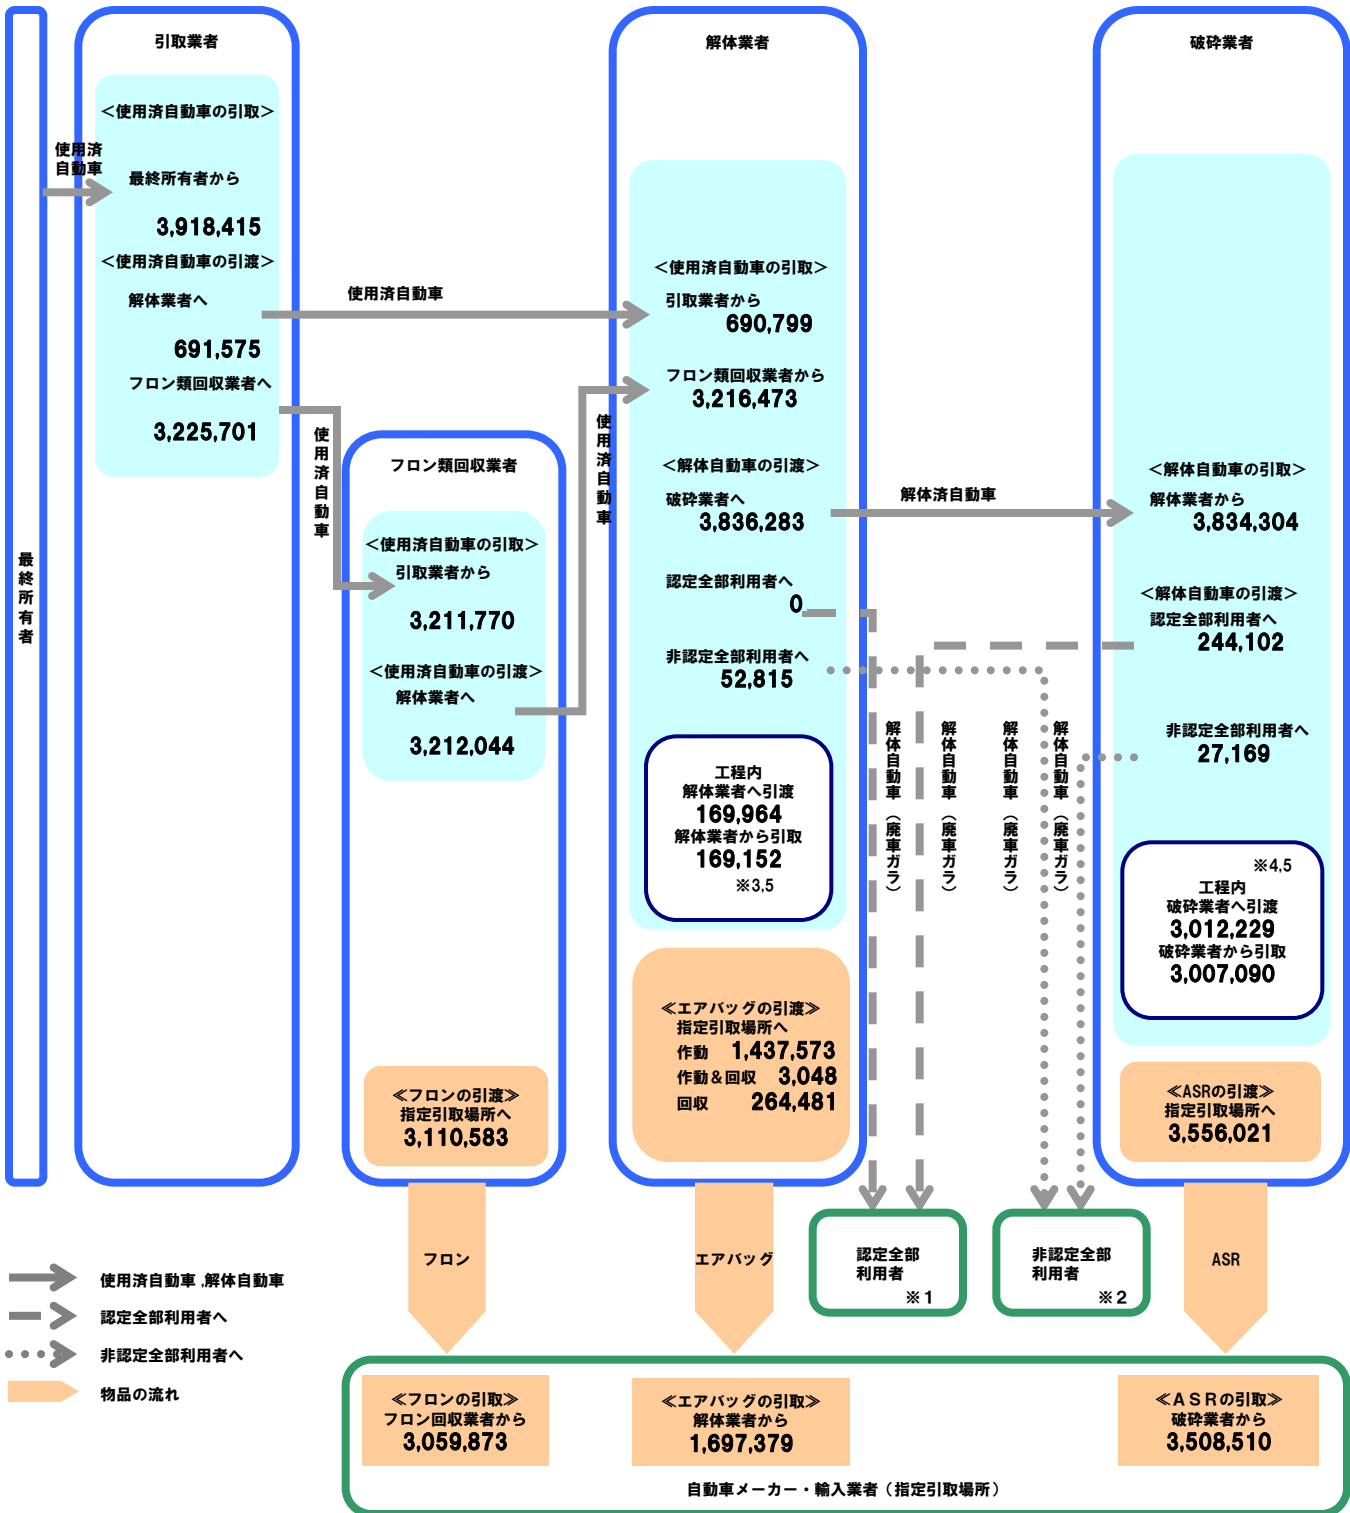 引取業者
＜使用済自動車の引取＞
使用済
自動車
最終所有者から
3,918,415
＜使用済自動車の引渡＞
解体業者へ
691,575
フロン類回収業者へ
3,225,701
最終所有者
使用済自動車
使用済自動車
フロン類回収業者
＜使用済自動車の引取＞
引取業者から
3,211,770
＜使用済自動車の引渡＞
解体業者へ
3,212,044
≪フロンの引渡≫
指定引取場所へ
3,110,583
使用済自動車
解体業者
＜使用済自動車の引取＞
引取業者から
690,799
フロン類回収業者から
3,216,473
＜解体自動車の引渡＞
破砕業者へ
3,836,283
認定全部利用者へ
0
非認定全部利用者へ
52,815
工程内
解体業者へ引渡
169,964
解体業者から引取
169,152
※3,5
≪エアバッグの引渡≫
指定引取場所へ
作動 1,437,573
作動＆回収 3,048
回収 264,481
解体済自動車
解体自動車（廃車ガラ）
解体自動車（廃車ガラ）
解体自動車（廃車ガラ）
解体自動車（廃車ガラ）
破砕業者
＜解体自動車の引取＞
解体業者から
3,834,304
＜解体自動車の引渡＞
認定全部利用者へ
244,102
非認定全部利用者へ
27,169
※4,5
工程内
破砕業者へ引渡
3,012,229
破砕業者から引取
3,007,090
≪ASRの引渡≫
指定引取場所へ
3,556,021
フロン
エアバッグ
認定全部
利用者
※１
非認定全部
利用者
※２
ASR
使用済自動車,解体自動車
認定全部利用者へ
非認定全部利用者へ
物品の流れ
≪フロンの引取≫
フロン回収業者から
3,059,873
≪エアバッグの引取≫
解体業者から
1,697,379
≪ＡＳＲの引取≫
破砕業者から
3,508,510
自動車メーカー・輸入業者（指定引取場所）